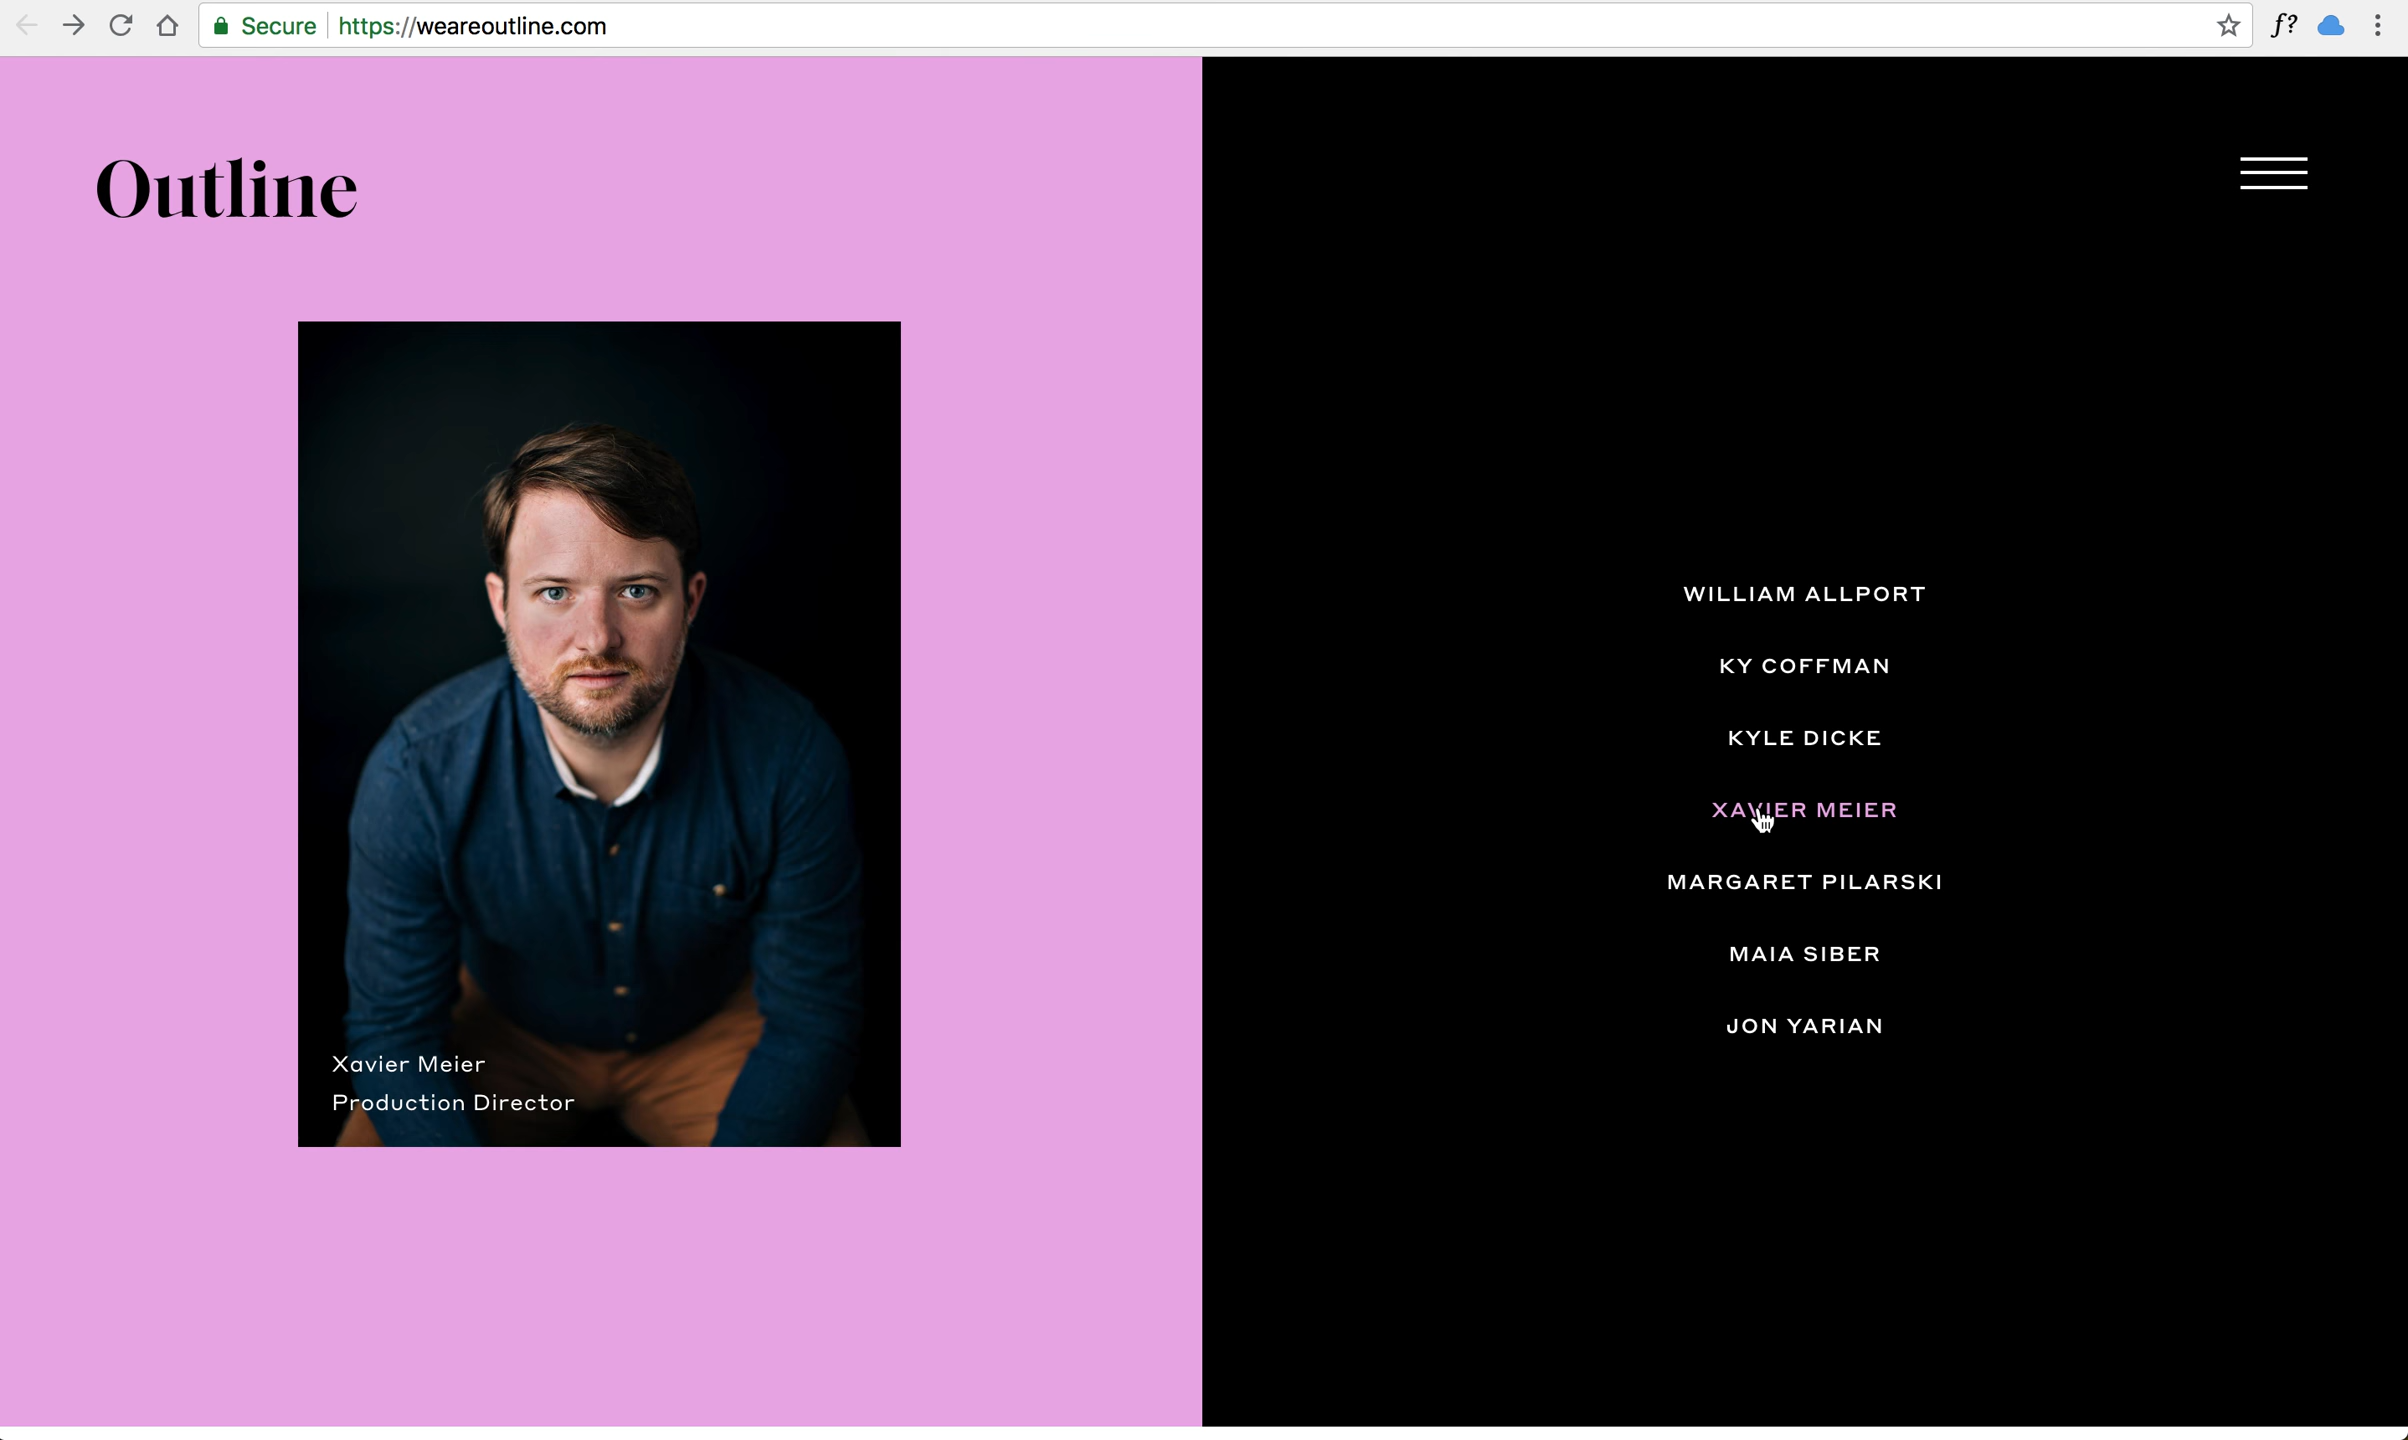 Secure https://weareoutline.com f?
Outline
WILLIAM ALLPORT
KY COFFMAN
KYLE DICKE
XAVIER MEIER
MARGARET PILARSKI
MAIA SIBER
JON YARIAN
Xavier Meier
Production Director